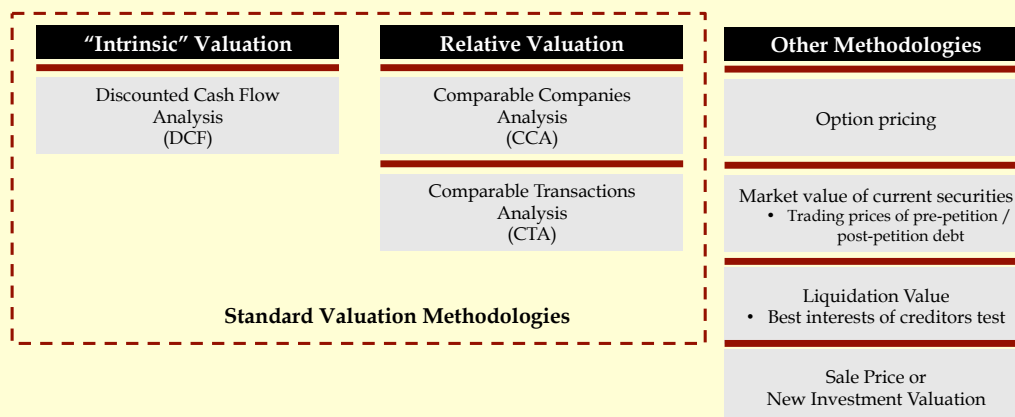 “Intrinsic” Valuation
Discounted Cash Flow
Analysis
(DCF)
Relative Valuation
Comparable Companies
Analysis
(CCA)
Comparable Transactions
Analysis
(CTA)
Standard Valuation Methodologies
Other Methodologies
Option pricing
Market value of current securities
• Trading prices of pre-petition /
post-petition debt
Liquidation Value
• Best interests of creditors test
Sale Price or
New Investment Valuation